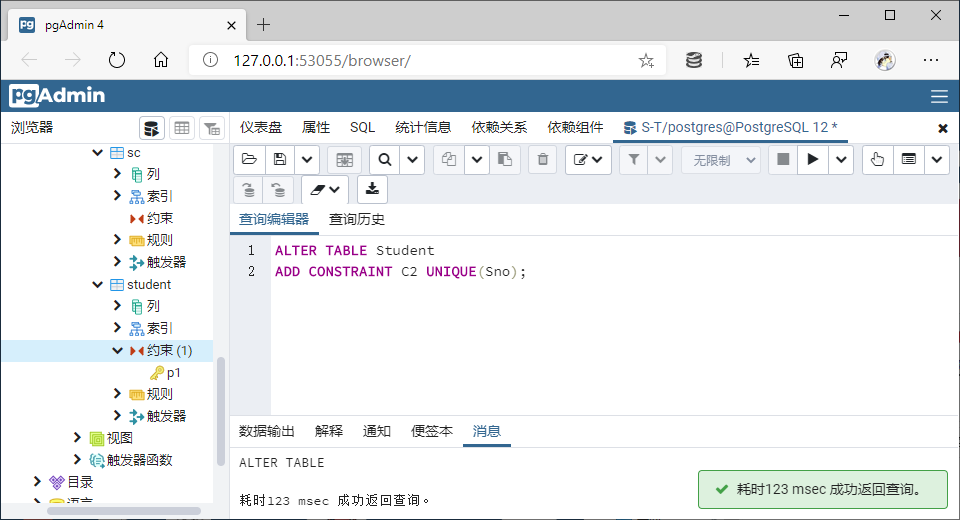 pgAdmin 4
127.0.0.1:53055/browser/
pgAdmin
浏览器
仪表盘 属性 SQL 统计信息 依赖关系 依赖组件 S-T/postgres@PostgreSQL 12 *
sc
列
索引
约束
规则
触发器
student
列
索引
约束 (1)
p1
规则
触发器
视图
触发器函数
目录
语言
无限制
查询编辑器 查询历史
1 ALTER TABLE Student
2 ADD CONSTRAINT C2 UNIQUE(Sno);
数据输出 解释 通知 便签本 消息
ALTER TABLE
耗时123 msec 成功返回查询。
耗时123 msec 成功返回查询。